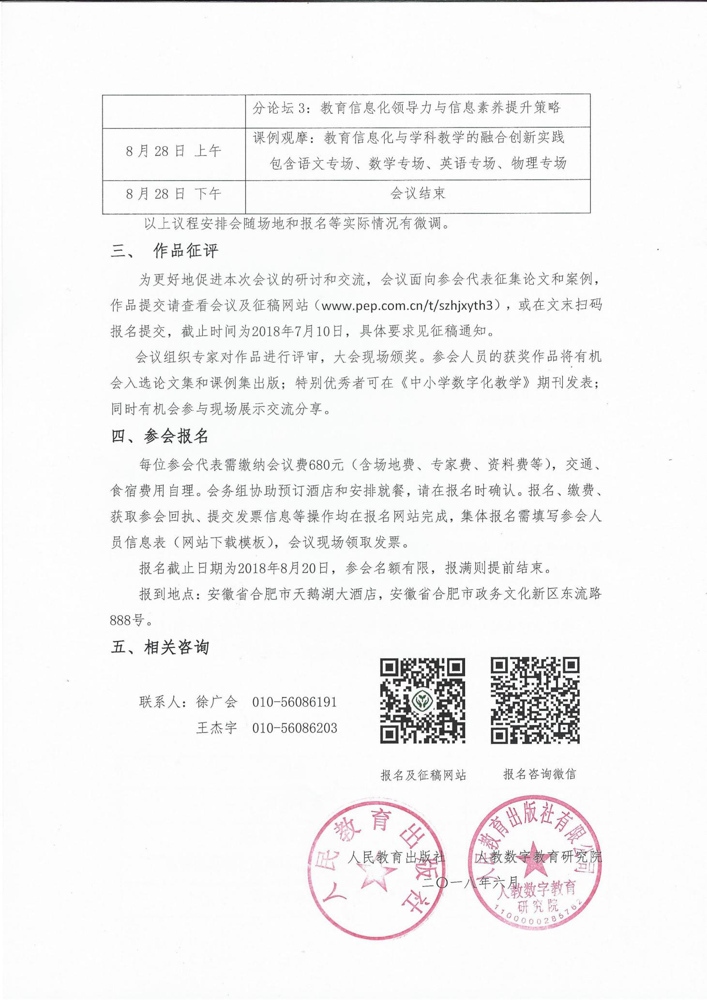 分论坛 3：教育信息化领导力与信息素养提升策略
8 月 28 日 上午
课例观摩：教育信息化与学科教学的融合创新实践
包含语文专场、数学专场、英语专场、物理专场
8 月 28 日 下午
会议结束
以上议程安排会随场地和报名等实际情况有微调。
三、 作品征评
为更好地促进本次会议的研讨和交流，会议面向参会代表征集论文和案例，
作品提交请查看会议及征稿网站（www.pep.com.cn/t/szhjxyth3），或在文末扫码
报名提交，截止时间为2018年7月10日，具体要求见征稿通知。
会议组织专家对作品进行评审，大会现场颁奖。参会人员的获奖作品将有机
会入选论文集和课例集出版；特别优秀者可在《中小学数字化教学》期刊发表；
同时有机会参与现场展示交流分享。
四、参会报名
每位参会代表需缴纳会议费680元（含场地费、专家费、资料费等），交通、
食宿费用自理。会务组协助预订酒店和安排就餐，请在报名时确认。报名、缴费、
获取参会回执、提交发票信息等操作均在报名网站完成，集体报名需填写参会人
员信息表（网站下载模板），会议现场领取发票。
报名截止日期为2018年8月20日，参会名额有限，报满则提前结束。
报到地点：安徽省合肥市天鹅湖大酒店，安徽省合肥市政务文化新区东流路
888号。
五、相关咨询
联系人：徐广会 010-56086191
王杰宇 010-56086203
报名及征稿网站
报名咨询微信
人民教育出版社
人民教育出版社有限公司
人民教育出版社 人教数字教育研究院
二〇一八年六月
人教数字教育
研究院
1100000285762